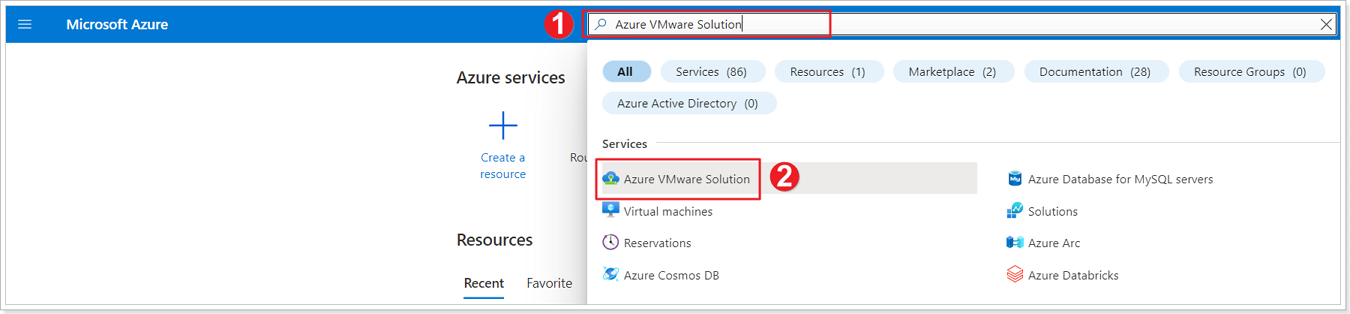 Microsoft Azure
1
Azure VMware Solution
All
Services (86)
Resources (1)
Marketplace (2)
Documentation (28)
Resource Groups (0)
Azure Active Directory (0)
Azure services
Create a
resource
Rou
Services
Azure VMware Solution
2
Azure Database for MySQL servers
Virtual machines
Solutions
Reservations
Azure Arc
Azure Cosmos DB
Azure Databricks
Resources
Recent
Favorite